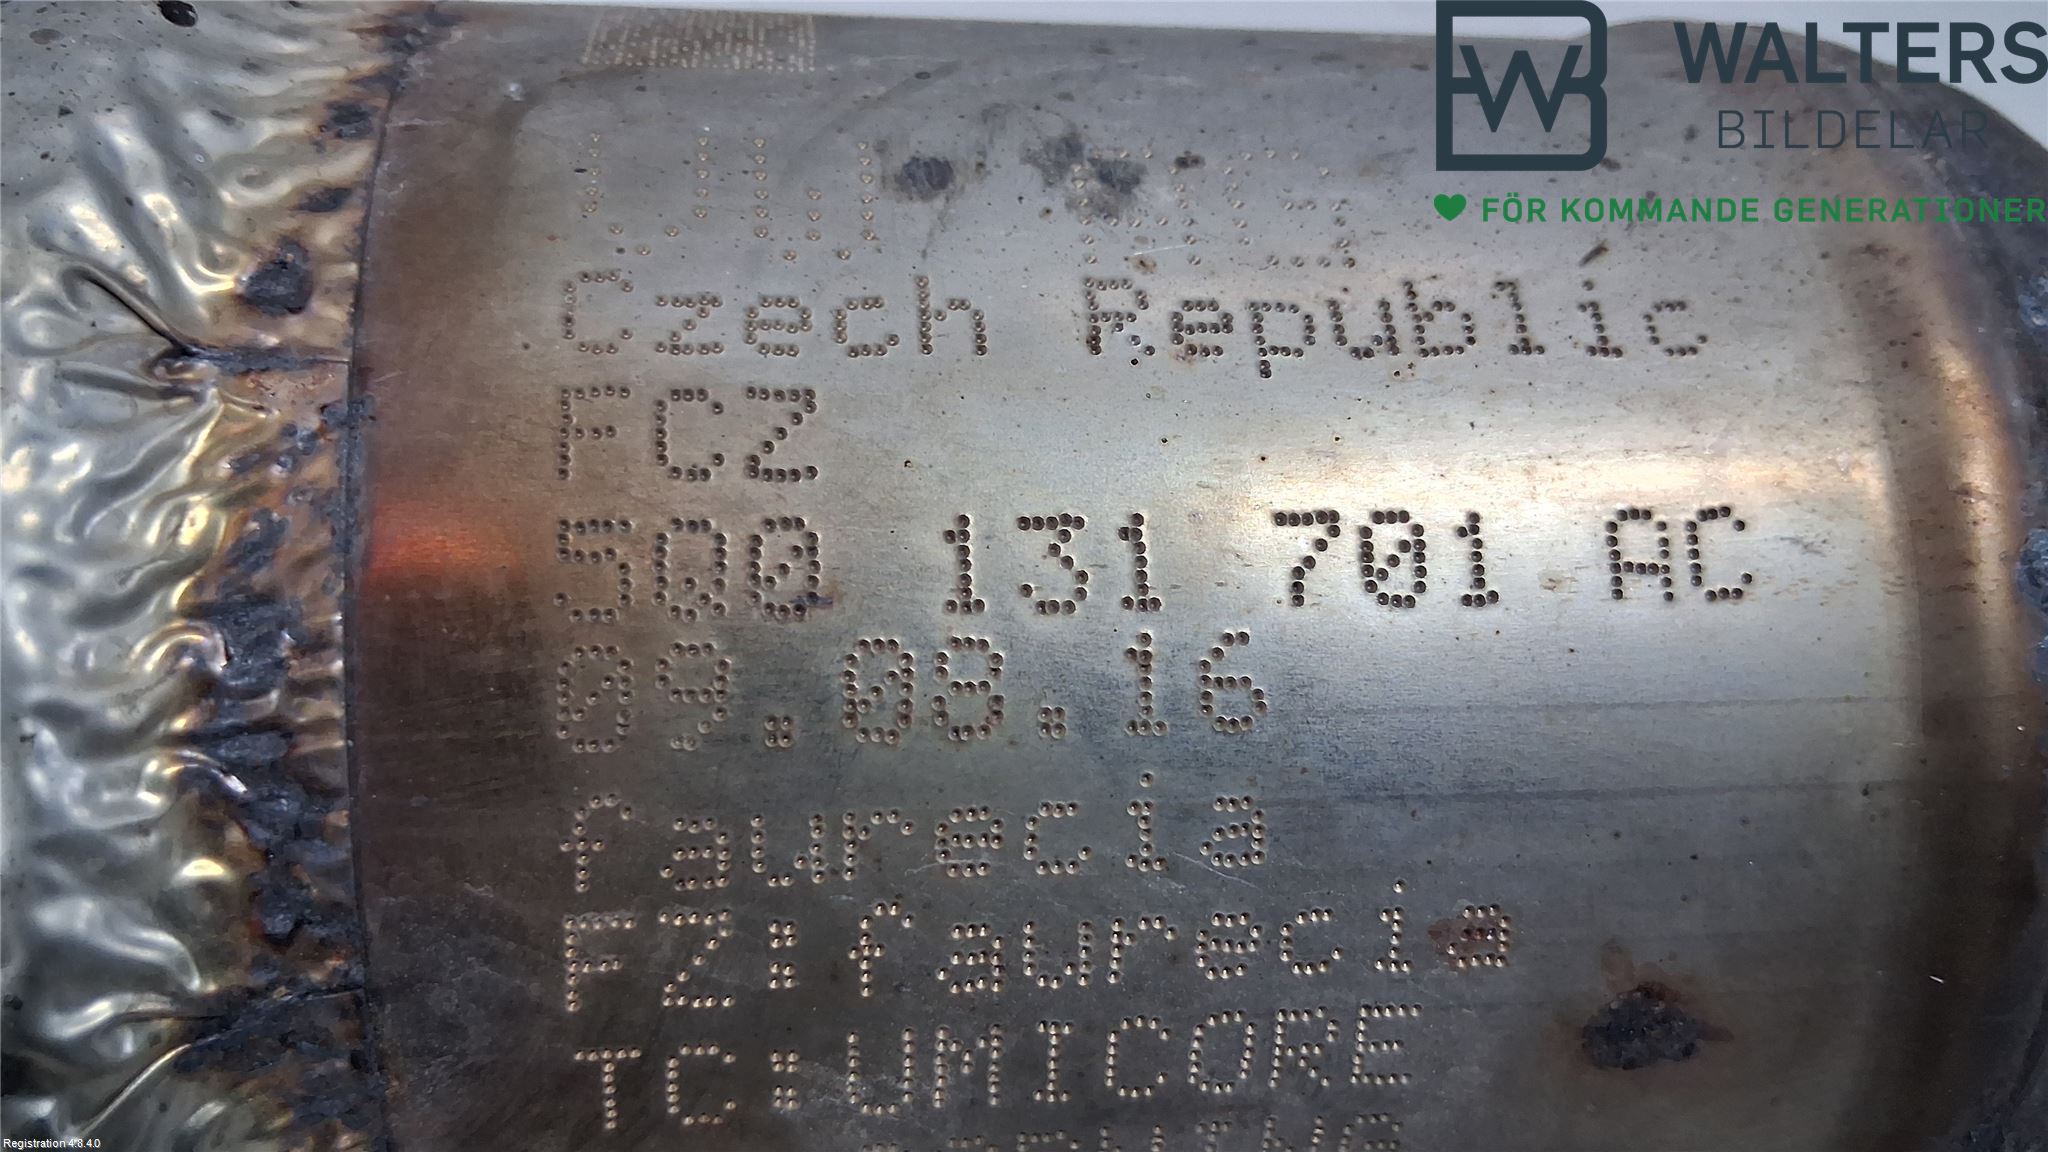 WALTERS
BILDELAR
FÖR KOMMANDE GENERATIONER
Czech Republic
FCZ
5Q0 131 701 AC
09.08.16
faurecia
FZ:faurecia
TC:UMICORE
Registration 4.8.4.0